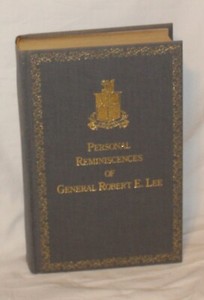 PERSONAL
REMINISCENCES
OF
GENERAL ROBERT E. LEE